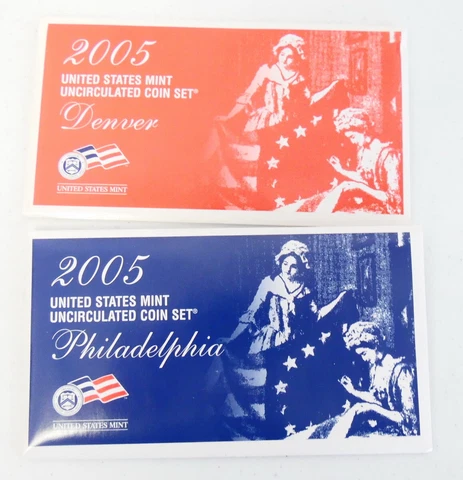 2005
UNITED STATES MINT
UNCIRCULATED COIN SET®
Denver
UNITED STATES MINT
2005
UNITED STATES MINT
UNCIRCULATED COIN SET®
Philadelphia
UNITED STATES MINT